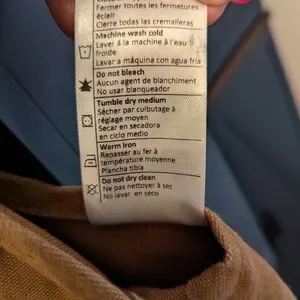 Fermer toutes les fermetures
éclair
Cierre todas las cremalleras
Machine wash cold
Laver à la machine à l'eau
froide
Lavar a máquina con agua fría
Do not bleach
Aucun agent de blanchiment
No usar blanqueador
Tumble dry medium
Sécher par culbutage à
réglage moyen
Secar en secadora
en ciclo medio
Warm iron
Repasser au fer à
température moyenne
Plancha tibia
Do not dry clean
Ne pas nettoyer à sec
No lavar en seco